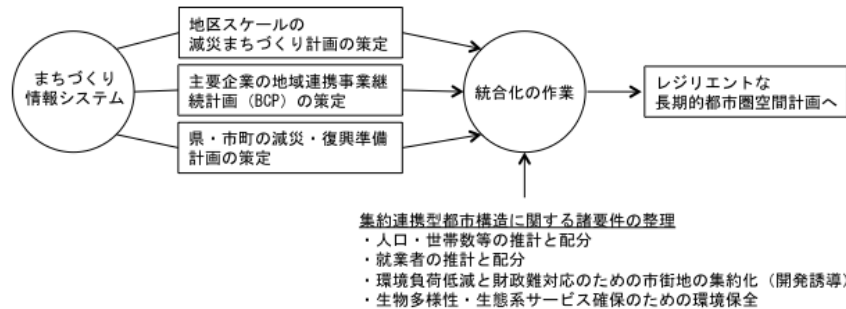 地区スケールの
減災まちづくり計画の策定
まちづくり
情報システム
主要企業の地域連携事業継
続計画（BCP）の策定
県・市町の減災・復興準備
計画の策定
統合化の作業
レジリエントな
長期的都市圏空間計画へ
集約連携型都市構造に関する諸要件の整理
・人口・世帯数等の推計と配分
・就業者の推計と配分
・環境負荷低減と財政難対応のための市街地の集約化（開発誘導）
・生物多様性・生態系サービス確保のための環境保全